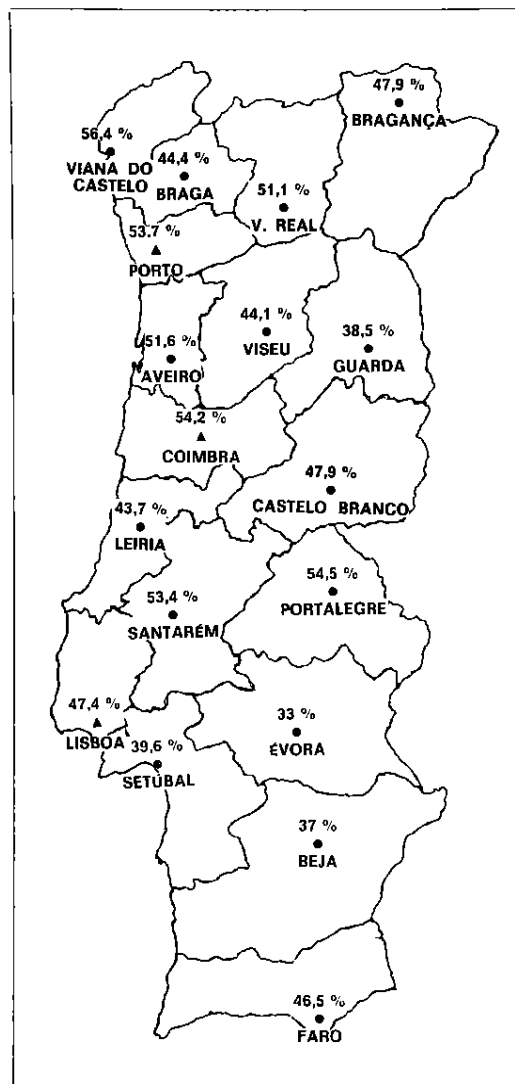 47,9 %
BRAGANÇA
56,4 %
VIANA DO
CASTELO
44,4 %
BRAGA
51,1 %
V. REAL
53.7 %
PORTO
44,1 %
VISEU
38,5 %
GUARDA
51,6 %
AVEIRO
54,2 %
COIMBRA
47,9 %
CASTELO BRANCO
43,7 %
LEIRIA
54,5 %
PORTALEGRE
53,4 %
SANTARÉM
47,4 %
LISBOA
33 %
ÉVORA
39,6 %
SETÚBAL
37 %
BEJA
46,5 %
FARO